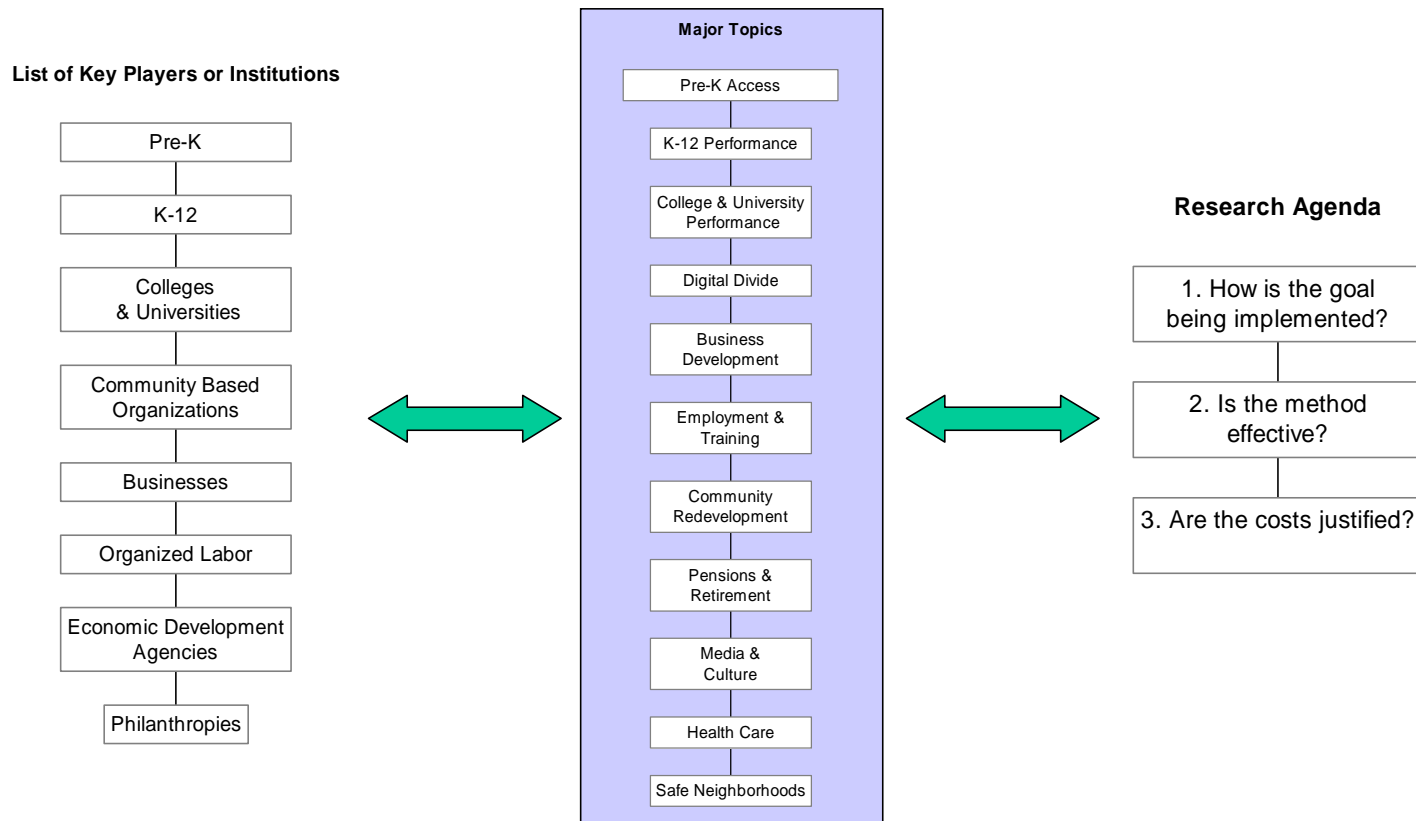 List of Key Players or Institutions
Pre-K
K-12
Colleges
& Universities
Community Based
Organizations
Businesses
Organized Labor
Economic Development
Agencies
Philanthropies
Major Topics
Pre-K Access
K-12 Performance
College & University
Performance
Digital Divide
Business
Development
Employment &
Training
Community
Redevelopment
Pensions &
Retirement
Media &
Culture
Health Care
Safe Neighborhoods
Research Agenda
1. How is the goal
being implemented?
2. Is the method
effective?
3. Are the costs justified?